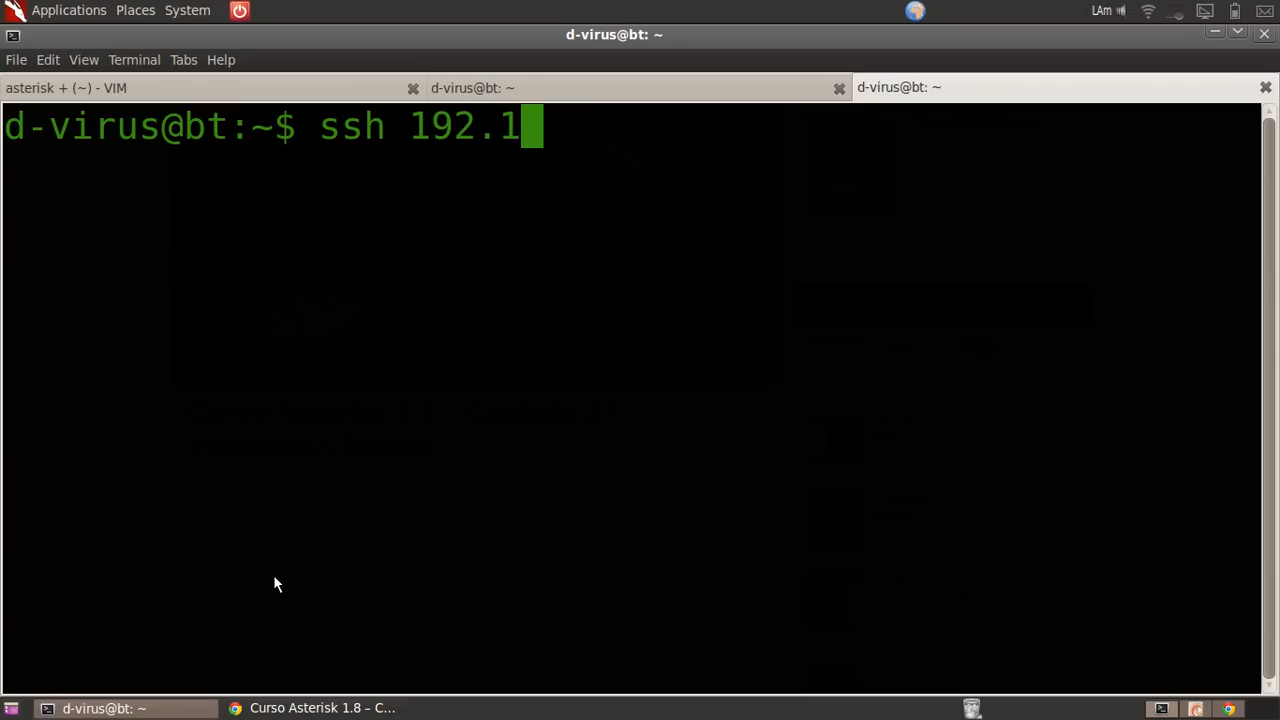 Applications Places System LAm
d-virus@bt: ~
File Edit View Terminal Tabs Help
asterisk + (~) - VIM
d-virus@bt: ~
d-virus@bt: ~
d-virus@bt:~$ ssh 192.1
Asterisk
d-virus@bt: ~
Curso Asterisk 1.8 – C...